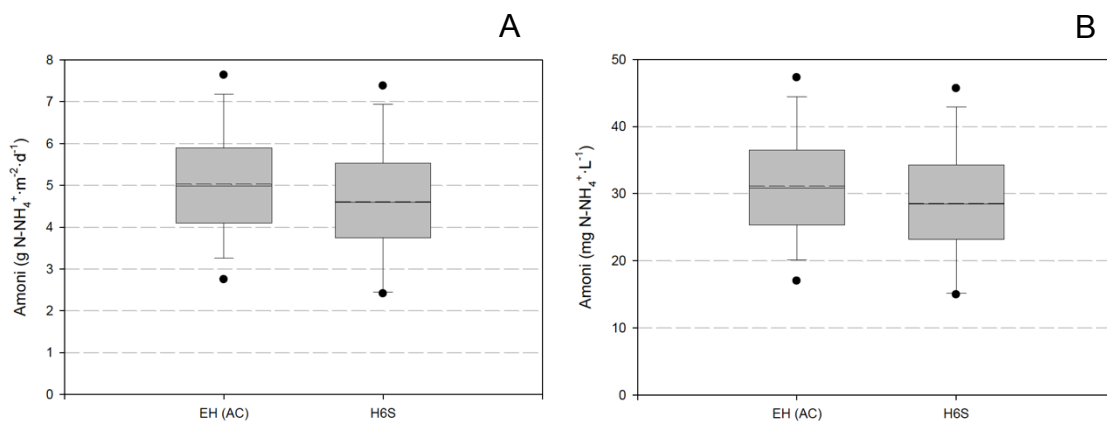 A
Amoni (g N-NH₄⁺·m⁻²·d⁻¹)
8
7
6
5
4
3
2
1
0
EH (AC)
H6S
B
Amoni (mg N-NH₄⁺·L⁻¹)
50
40
30
20
10
0
EH (AC)
H6S